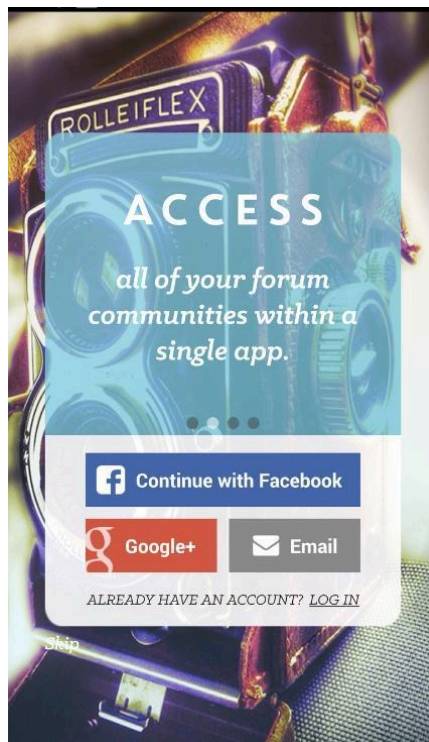 ROLLEIFLEX
ACCESS
all of your forum
communities within a
single app.
Continue with Facebook
Google+
Email
ALREADY HAVE AN ACCOUNT? LOG IN
Skip